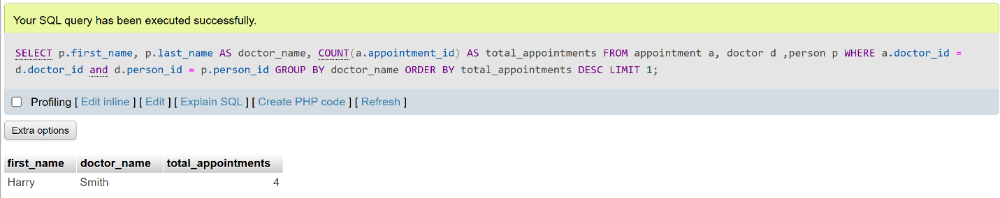 Your SQL query has been executed successfully.
SELECT p.first_name, p.last_name AS doctor_name, COUNT(a.appointment_id) AS total_appointments FROM appointment a, doctor d ,person p WHERE a.doctor_id =
d.doctor_id and d.person_id = p.person_id GROUP BY doctor_name ORDER BY total_appointments DESC LIMIT 1;
Profiling [ Edit inline ] [ Edit ] [ Explain SQL ] [ Create PHP code ] [ Refresh ]
Extra options
first_name doctor_name total_appointments
Harry Smith 4